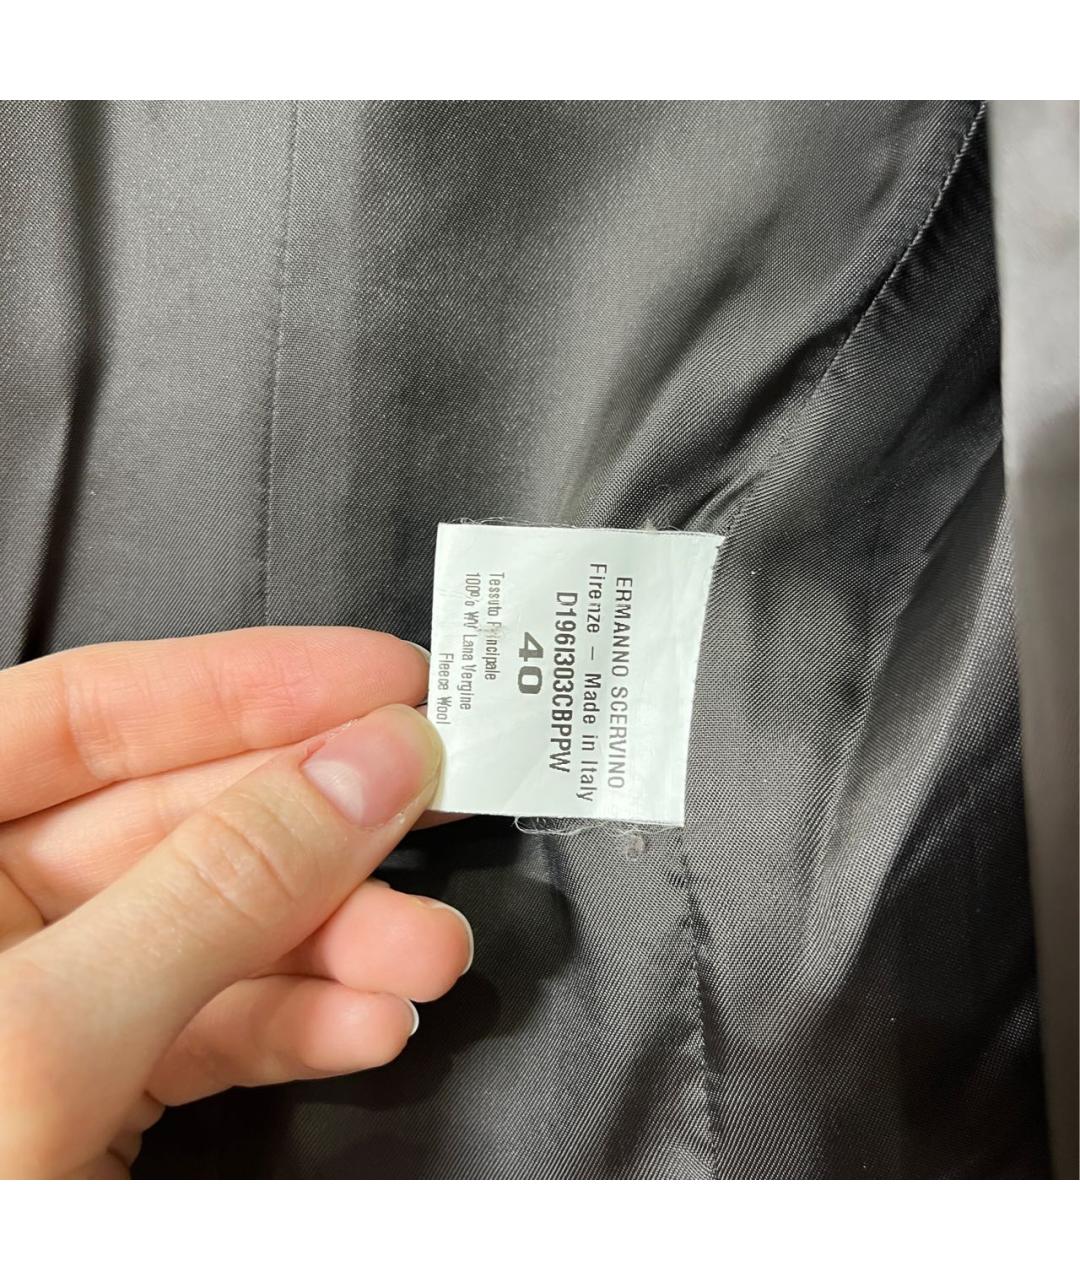 ERMANNO SCERVINO
Firenze – Made in Italy
D196I303CBPPW
40
Tessuto Principale
100% WV Lana Vergine
Fleece Wool